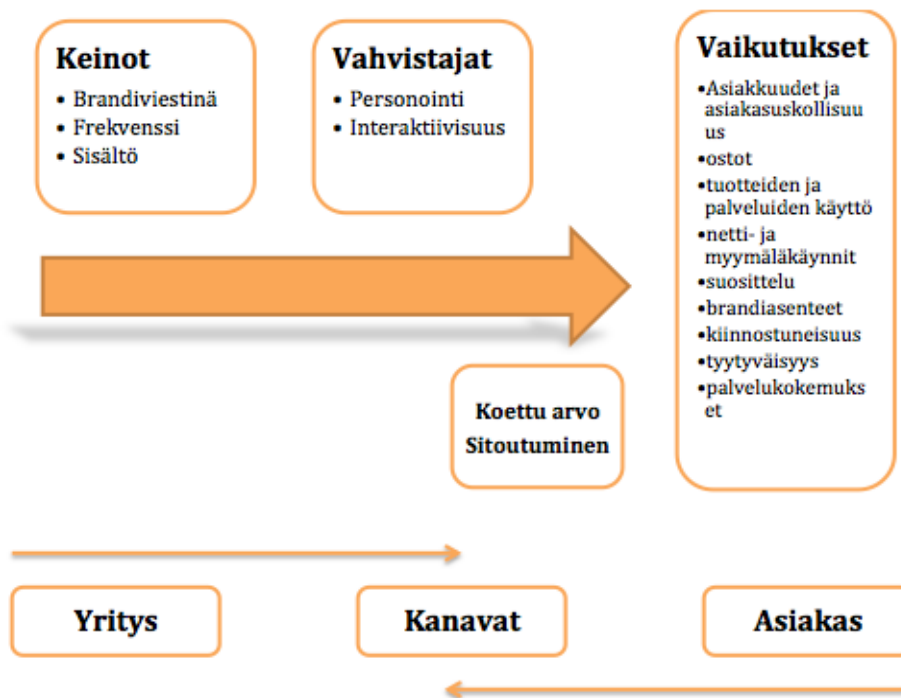 Keinot
• Brandiviestinä
• Frekvenssi
• Sisältö
Vahvistajat
• Personointi
• Interaktiivisuus
Vaikutukset
•Asiakkuudet ja
asiakasuskollisuu
us
•ostot
•tuotteiden ja
palveluiden käyttö
•netti- ja
myymäläkäynnit
•suosittelu
•brandiasenteet
•kiinnostuneisuus
•tyytyväisyys
•palvelukokemuks
et
Koettu arvo
Sitoutuminen
Yritys
Kanavat
Asiakas